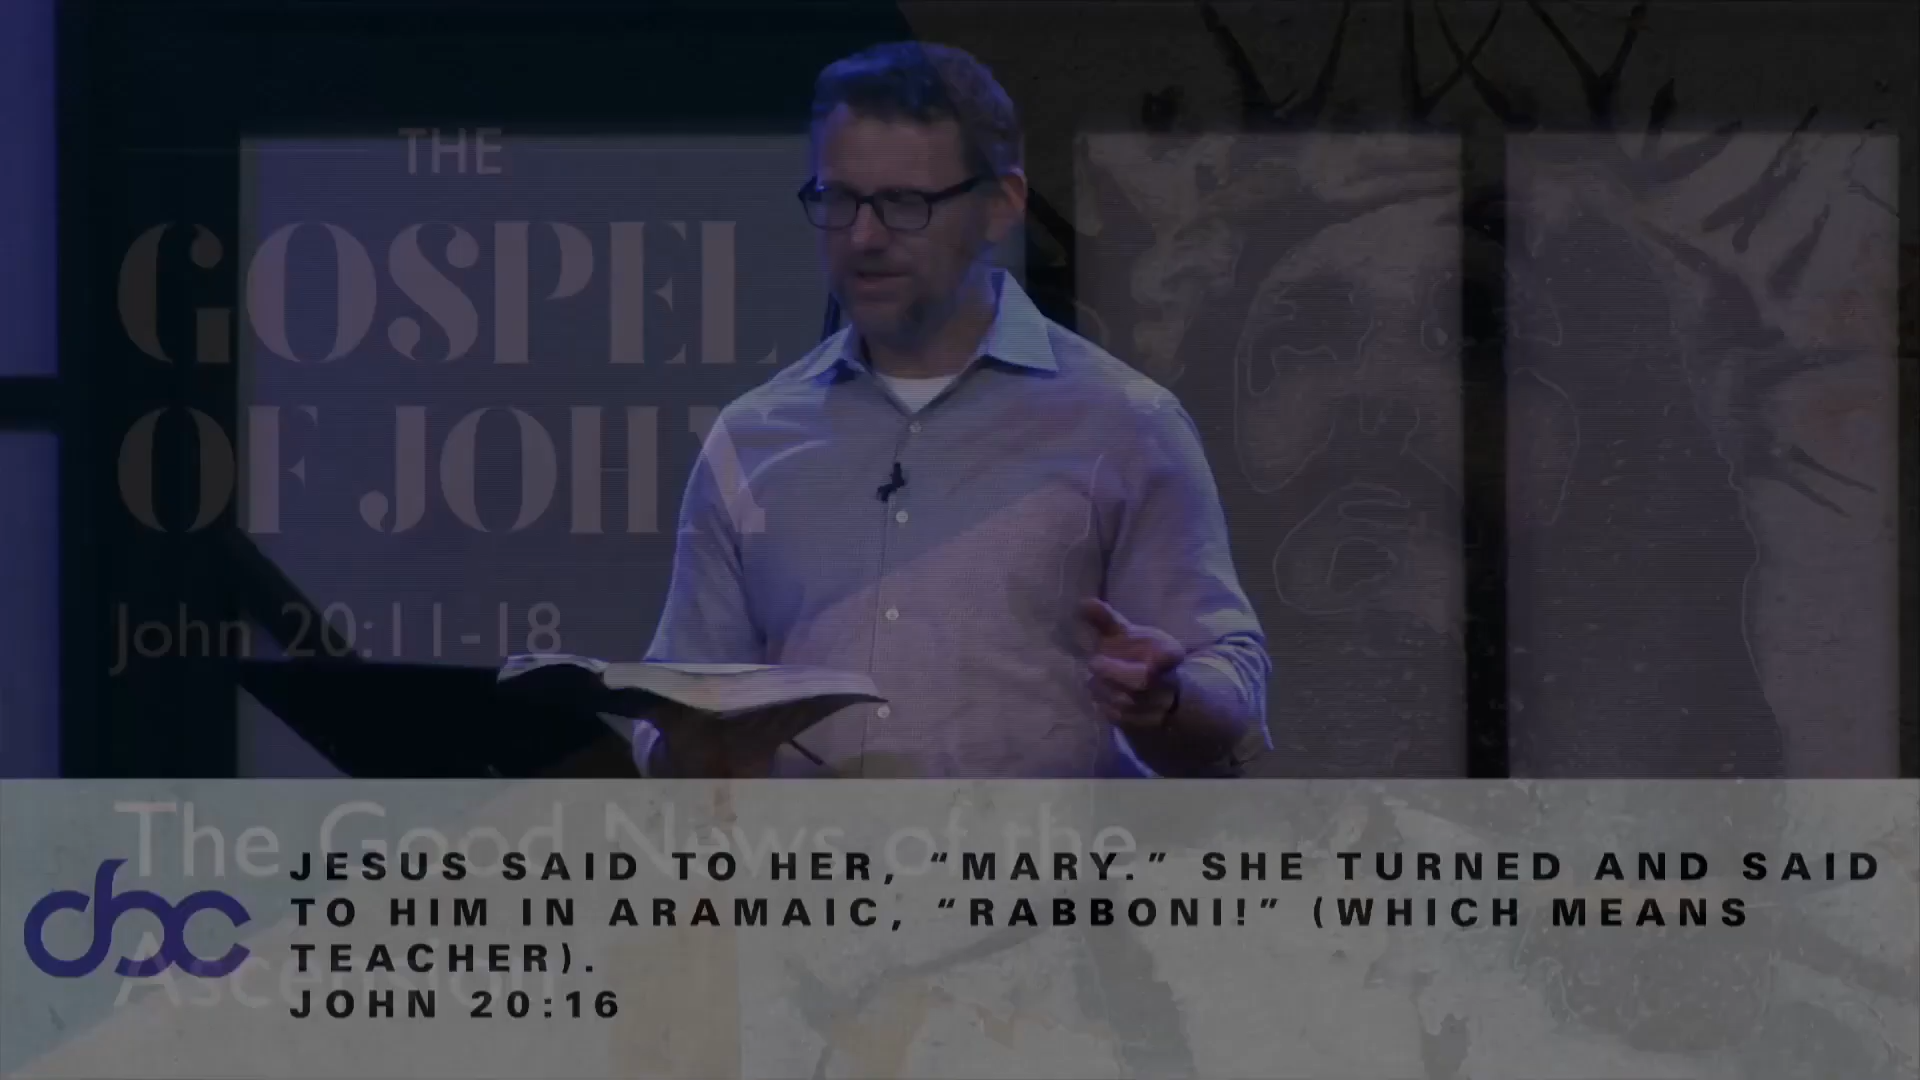 THE
GOSPEL
OF JOHN
John 20:11-18
The Good News of the
Ascension
dbc
JESUS SAID TO HER, “MARY.” SHE TURNED AND SAID
TO HIM IN ARAMAIC, “RABBONI!” (WHICH MEANS
TEACHER).
JOHN 20:16